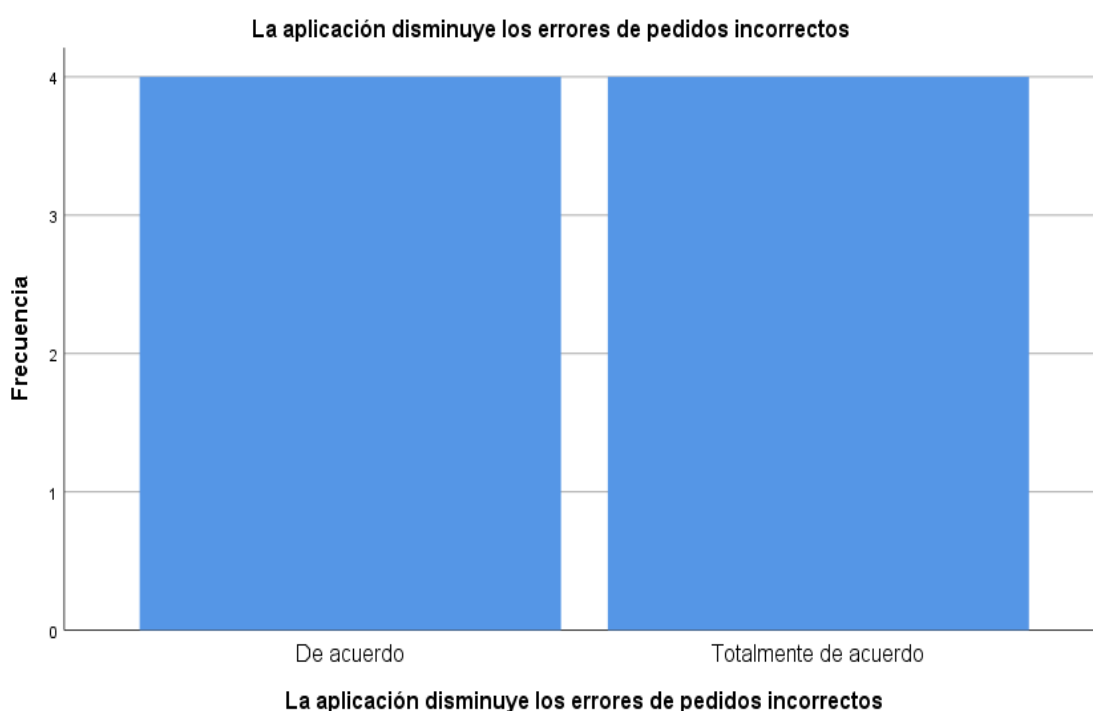 La aplicación disminuye los errores de pedidos incorrectos
Frecuencia
4
3
2
1
0
De acuerdo
Totalmente de acuerdo
La aplicación disminuye los errores de pedidos incorrectos